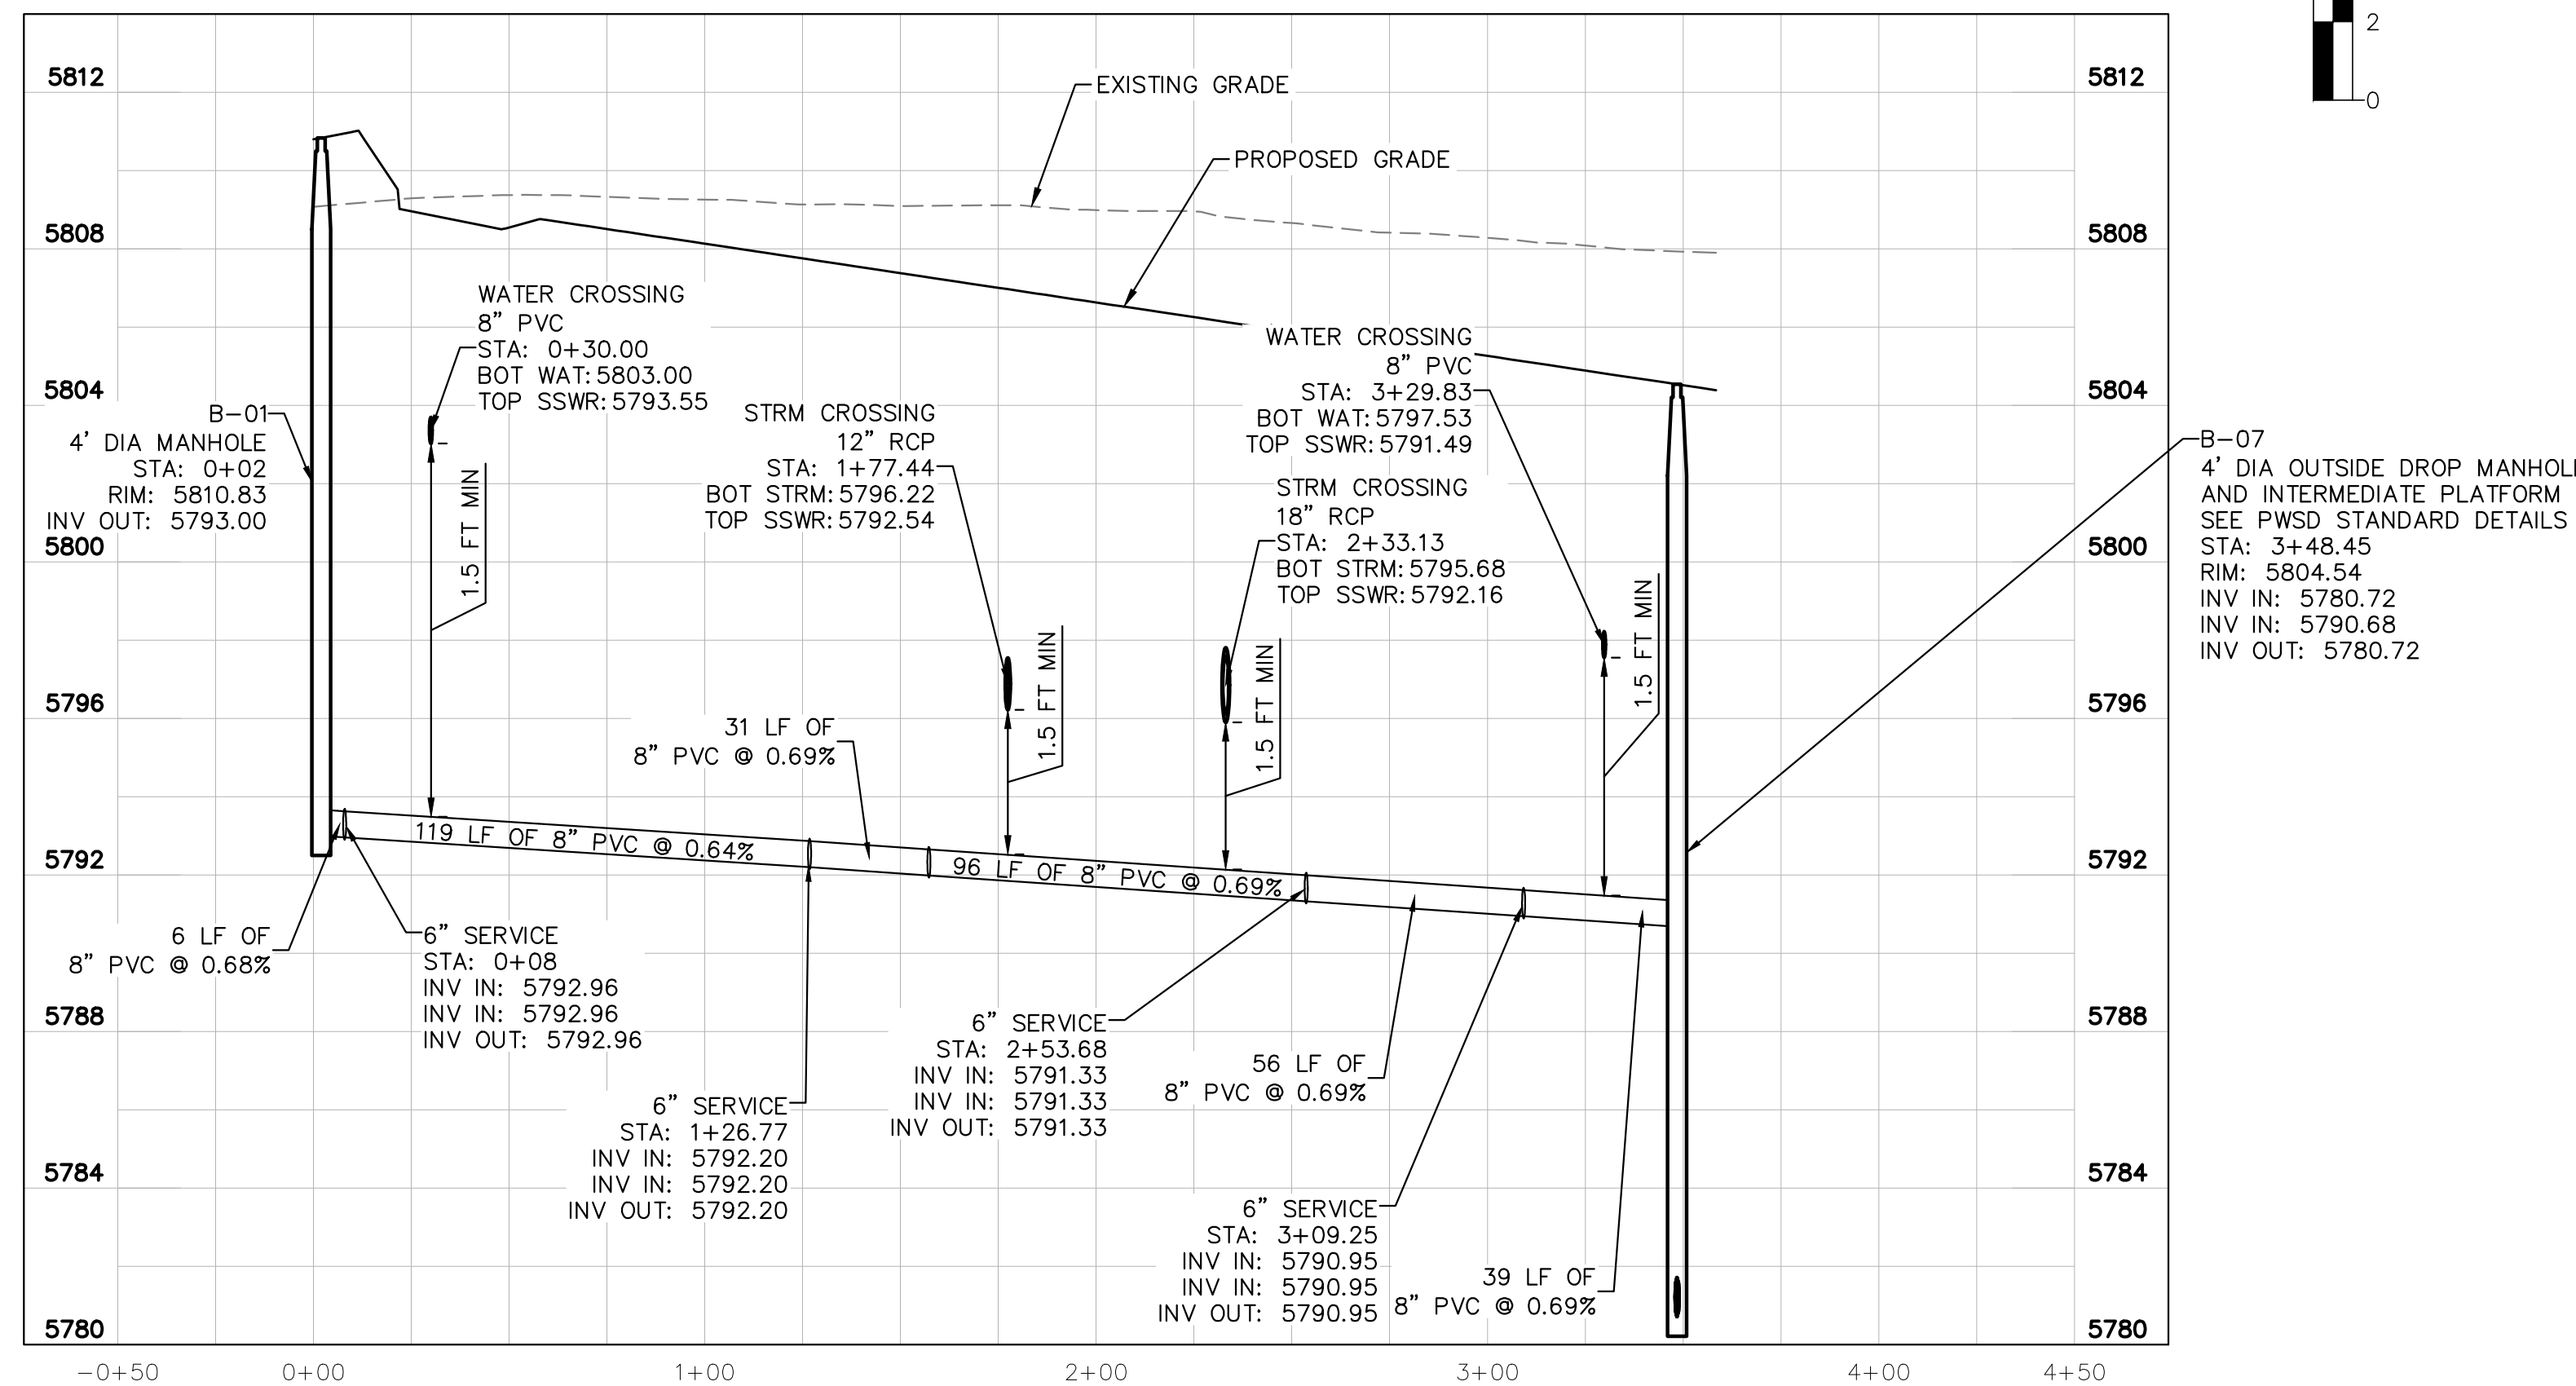 2
0
5812
5812
EXISTING GRADE
PROPOSED GRADE
5808
5808
WATER CROSSING
8” PVC
STA: 0+30.00
BOT WAT: 5803.00
TOP SSWR: 5793.55
WATER CROSSING
8” PVC
STA: 3+29.83
BOT WAT: 5797.53
TOP SSWR: 5791.49
5804
5804
B-01
4' DIA MANHOLE
STA: 0+02
RIM: 5810.83
INV OUT: 5793.00
STRM CROSSING
12” RCP
STA: 1+77.44
BOT STRM: 5796.22
TOP SSWR: 5792.54
STRM CROSSING
18” RCP
STA: 2+33.13
BOT STRM: 5795.68
TOP SSWR: 5792.16
B-07
4' DIA OUTSIDE DROP MANHOLE
AND INTERMEDIATE PLATFORM
SEE PWSD STANDARD DETAILS
STA: 3+48.45
RIM: 5804.54
INV IN: 5780.72
INV IN: 5790.68
INV OUT: 5780.72
5800
5800
1.5 FT MIN
1.5 FT MIN
1.5 FT MIN
1.5 FT MIN
5796
5796
31 LF OF
8” PVC @ 0.69%
119 LF OF 8” PVC @ 0.64%
96 LF OF 8” PVC @ 0.69%
5792
5792
6 LF OF
8” PVC @ 0.68%
6” SERVICE
STA: 0+08
INV IN: 5792.96
INV IN: 5792.96
INV OUT: 5792.96
5788
5788
6” SERVICE
STA: 2+53.68
INV IN: 5791.33
INV IN: 5791.33
INV OUT: 5791.33
56 LF OF
8” PVC @ 0.69%
6” SERVICE
STA: 1+26.77
INV IN: 5792.20
INV IN: 5792.20
INV OUT: 5792.20
5784
5784
6” SERVICE
STA: 3+09.25
INV IN: 5790.95
INV IN: 5790.95
INV OUT: 5790.95
39 LF OF
8” PVC @ 0.69%
5780
5780
-0+50
0+00
1+00
2+00
3+00
4+00
4+50